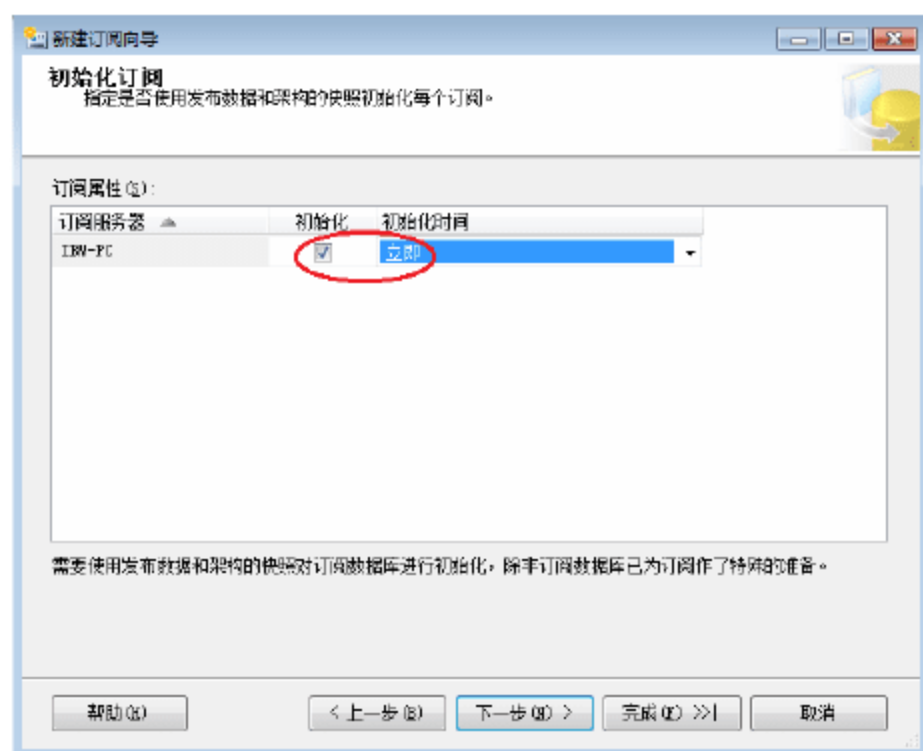 新建订阅向导
初始化订阅
指定是否使用发布数据和架构的快照初始化每个订阅。
订阅属性(S):
订阅服务器 初始化 初始化时间
IBW-PC 立即
需要使用发布数据和架构的快照对订阅数据库进行初始化，除非订阅数据库已为订阅作了特殊的准备。
帮助(H) < 上一步(B) 下一步(N) > 完成(F) >>| 取消